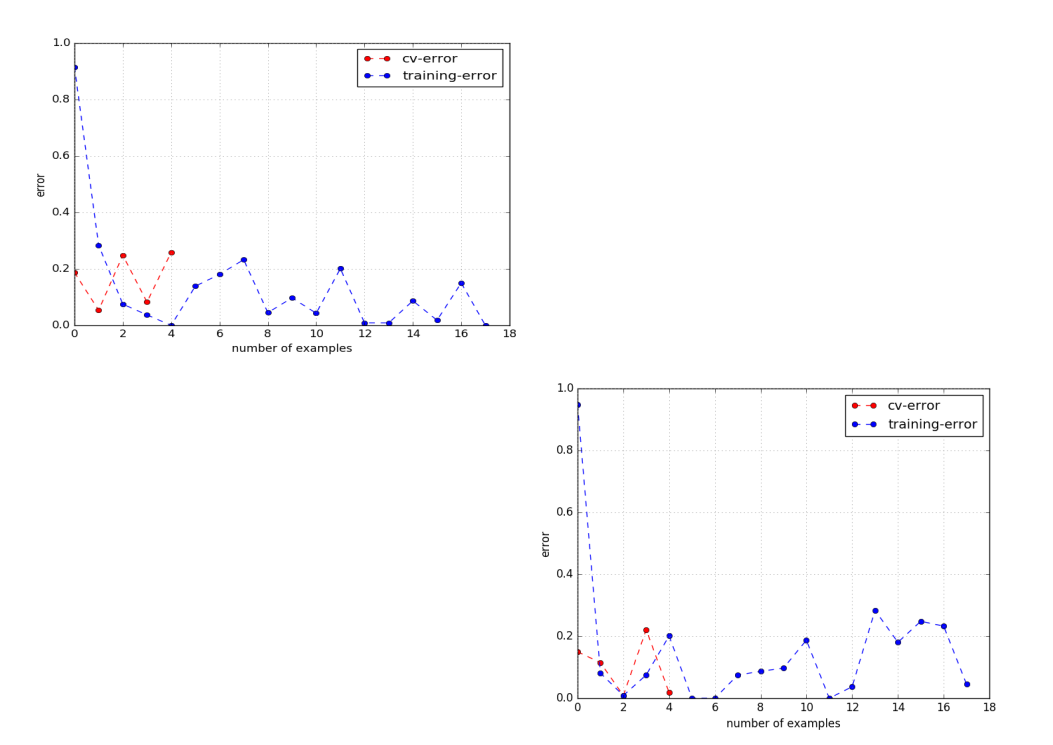 1.0
cv-error
training-error
0.8
0.6
error
0.4
0.2
0.0
0 2 4 6 8 10 12 14 16 18
number of examples
1.0
cv-error
training-error
0.8
0.6
error
0.4
0.2
0.0
0 2 4 6 8 10 12 14 16 18
number of examples